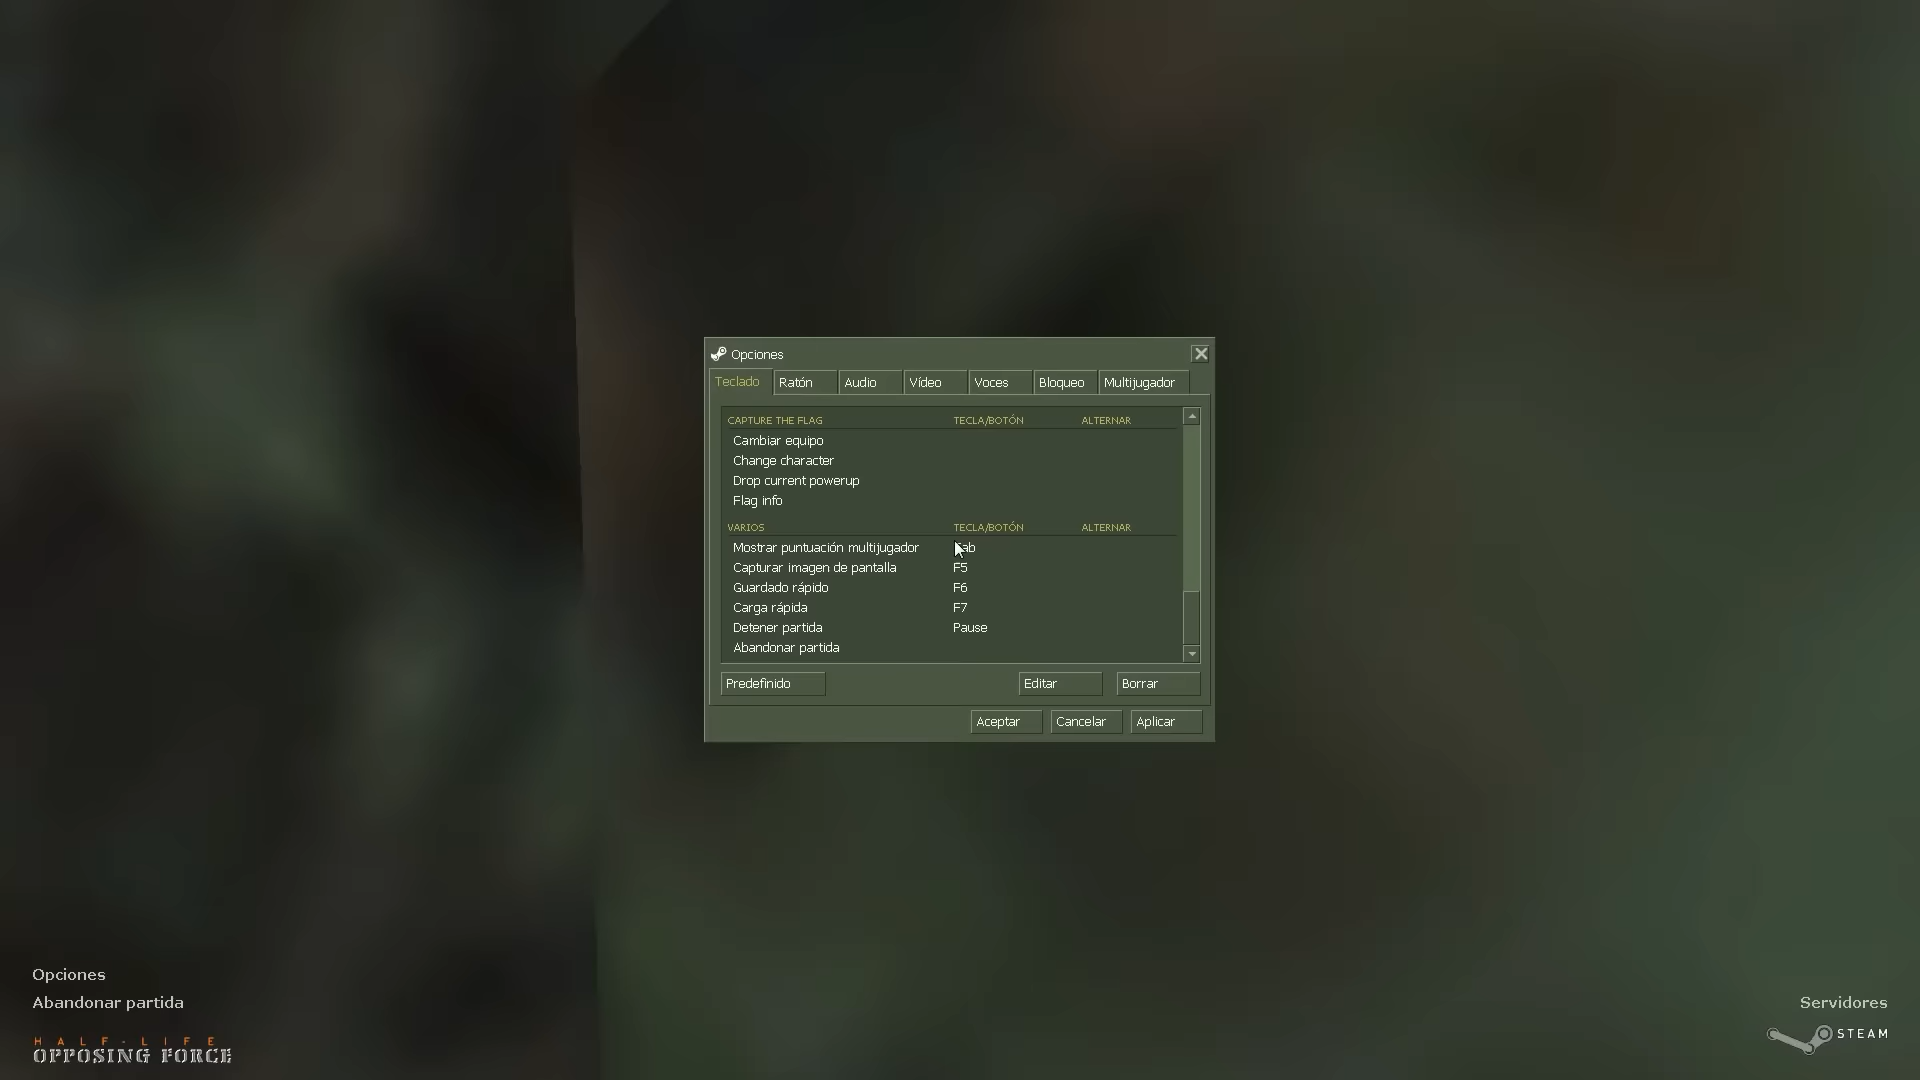 Opciones
Teclado Ratón Audio Vídeo Voces Bloqueo Multijugador
CAPTURE THE FLAG TECLA/BOTÓN ALTERNAR
Cambiar equipo
Change character
Drop current powerup
Flag info
VARIOS TECLA/BOTÓN ALTERNAR
Mostrar puntuación multijugador Tab
Capturar imagen de pantalla F5
Guardado rápido F6
Carga rápida F7
Detener partida Pause
Abandonar partida
Predefinido Editar Borrar
Aceptar Cancelar Aplicar
Opciones
Abandonar partida
HALF-LIFE
OPPOSING FORCE
Servidores
STEAM